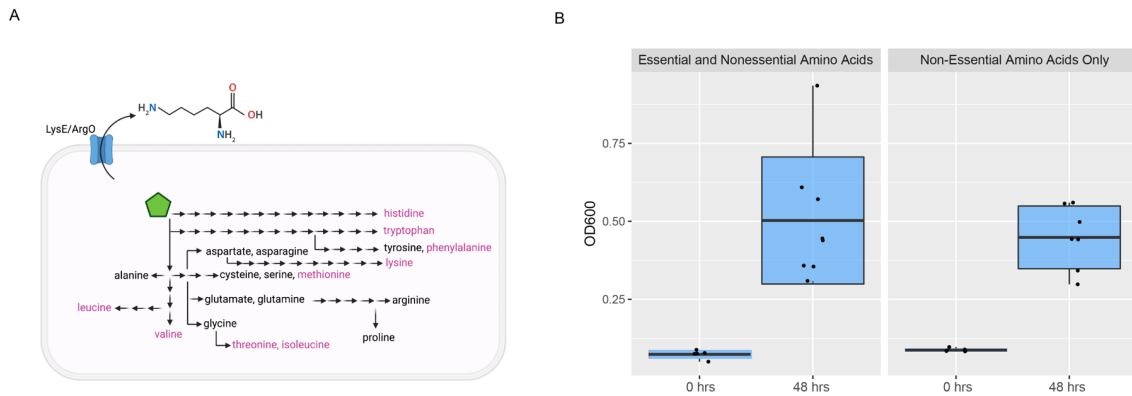 A
LysE/ArgO
H₂N
O
OH
NH₂
histidine
tryptophan
tyrosine, phenylalanine
aspartate, asparagine
lysine
alanine
cysteine, serine, methionine
glutamate, glutamine
arginine
leucine
glycine
valine
proline
threonine, isoleucine
B
Essential and Nonessential Amino Acids
Non-Essential Amino Acids Only
OD600
0.75
0.50
0.25
0 hrs
48 hrs
0 hrs
48 hrs